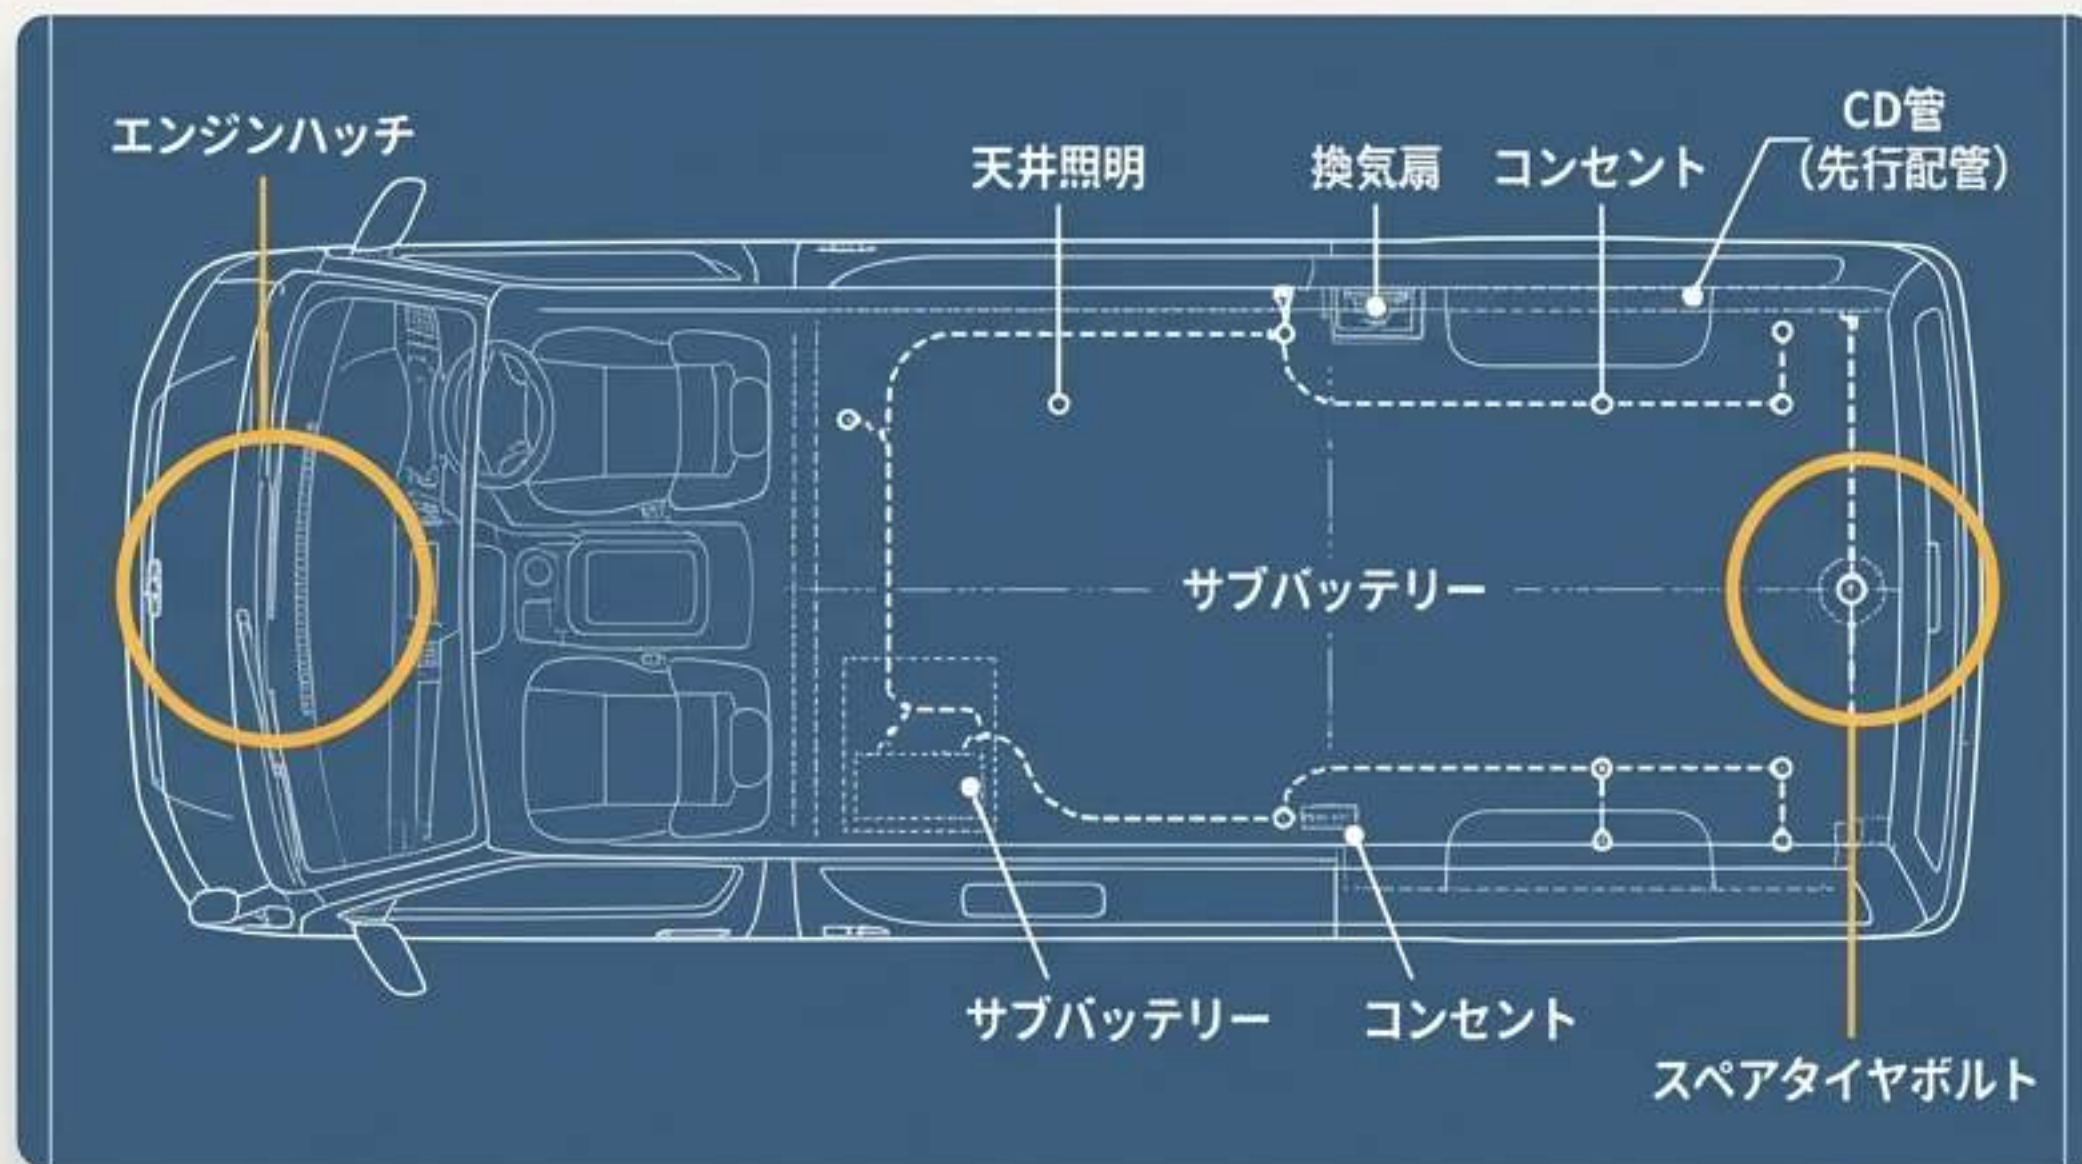 エンジンハッチ
天井照明
換気扇
コンセント
CD管
（先行配管）
サブバッテリー
サブバッテリー
コンセント
スペアタイヤボルト